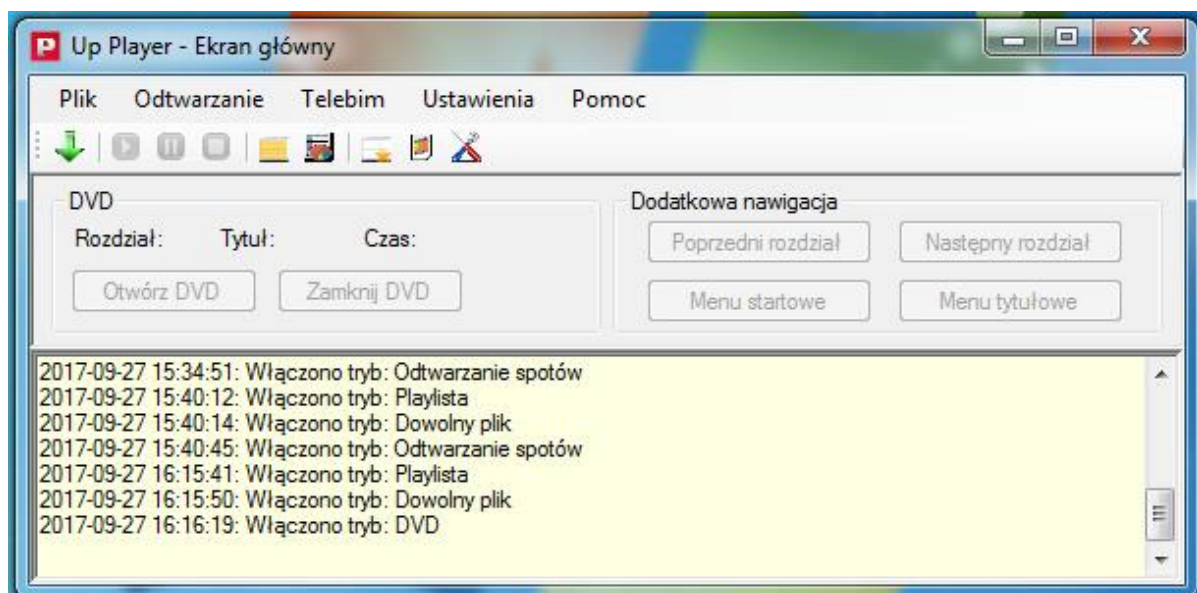 Up Player - Ekran główny
Plik Odtwarzanie Telebim Ustawienia Pomoc
DVD
Rozdział: Tytuł: Czas:
Otwórz DVD Zamknij DVD
Dodatkowa nawigacja
Poprzedni rozdział Następny rozdział
Menu startowe Menu tytułowe
2017-09-27 15:34:51: Włączono tryb: Odtwarzanie spotów
2017-09-27 15:40:12: Włączono tryb: Playlista
2017-09-27 15:40:14: Włączono tryb: Dowolny plik
2017-09-27 15:40:45: Włączono tryb: Odtwarzanie spotów
2017-09-27 16:15:41: Włączono tryb: Playlista
2017-09-27 16:15:50: Włączono tryb: Dowolny plik
2017-09-27 16:16:19: Włączono tryb: DVD